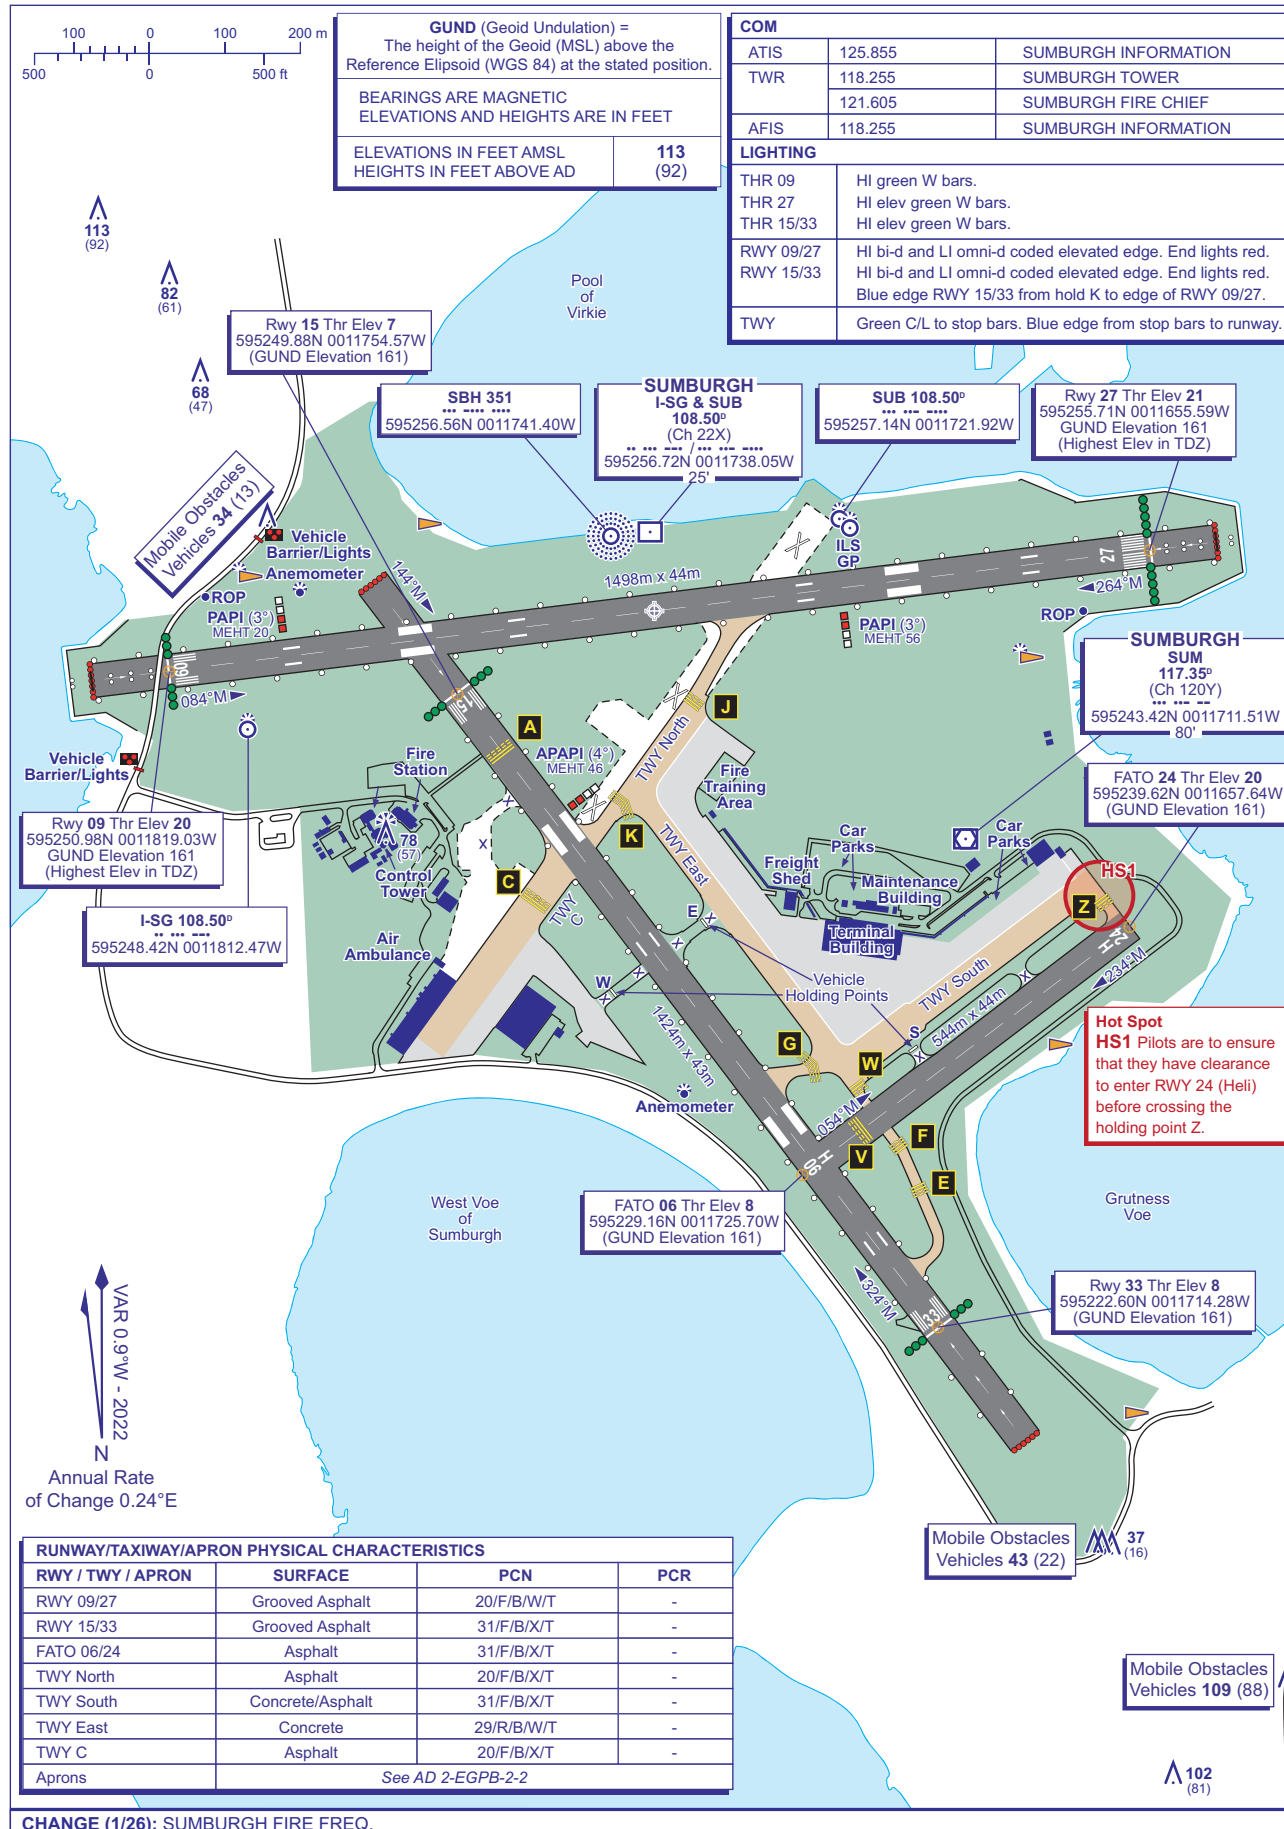 100 0 100 200 m
500 0 500 ft
GUND (Geoid Undulation) =
The height of the Geoid (MSL) above the
Reference Elipsoid (WGS 84) at the stated position.
BEARINGS ARE MAGNETIC
ELEVATIONS AND HEIGHTS ARE IN FEET
ELEVATIONS IN FEET AMSL 113
HEIGHTS IN FEET ABOVE AD (92)
COM
ATIS 125.855 SUMBURGH INFORMATION
TWR 118.255 SUMBURGH TOWER
121.605 SUMBURGH FIRE CHIEF
AFIS 118.255 SUMBURGH INFORMATION
LIGHTING
THR 09 HI green W bars.
THR 27 HI elev green W bars.
THR 15/33 HI elev green W bars.
RWY 09/27 HI bi-d and LI omni-d coded elevated edge. End lights red.
RWY 15/33 HI bi-d and LI omni-d coded elevated edge. End lights red.
Blue edge RWY 15/33 from hold K to edge of RWY 09/27.
TWY Green C/L to stop bars. Blue edge from stop bars to runway.
113
(92)
82
(61)
68
(47)
Pool
of
Virkie
Rwy 15 Thr Elev 7
595249.88N 0011754.57W
(GUND Elevation 161)
SBH 351
595256.56N 0011741.40W
SUMBURGH
I-SG & SUB
108.50D
(Ch 22X)
595256.72N 0011738.05W
25'
SUB 108.50D
595257.14N 0011721.92W
Rwy 27 Thr Elev 21
595255.71N 0011655.59W
GUND Elevation 161
(Highest Elev in TDZ)
Mobile Obstacles
Vehicles 34 (13)
Vehicle
Barrier/Lights
Anemometer
ROP
PAPI (3°)
MEHT 20
144°M
1498m x 44m
ILS
GP
27
264°M
ROP
PAPI (3°)
MEHT 56
SUMBURGH
SUM
117.35D
(Ch 120Y)
595243.42N 0011711.51W
80'
09
084°M
15
A
J
TWY North
APAPI (4°)
MEHT 46
Vehicle
Barrier/Lights
Fire
Station
Fire
Training
Area
FATO 24 Thr Elev 20
595239.62N 0011657.64W
(GUND Elevation 161)
Rwy 09 Thr Elev 20
595250.98N 0011819.03W
GUND Elevation 161
(Highest Elev in TDZ)
78
(57)
Control
Tower
X
X
K
TWY East
Car
Parks
Car
Parks
Freight
Shed
Maintenance
Building
Terminal
Building
HS1
Z
H
24
234°M
C
TWY
C
E
X
I-SG 108.50D
595248.42N 0011812.47W
Air
Ambulance
W
X
X
X
Vehicle
Holding Points
TWY South
544m x 44m
X
S
X
1424m x 43m
G
W
Anemometer
054°M
V
F
E
H
06
Hot Spot
HS1 Pilots are to ensure
that they have clearance
to enter RWY 24 (Heli)
before crossing the
holding point Z.
West Voe
of
Sumburgh
FATO 06 Thr Elev 8
595229.16N 0011725.70W
(GUND Elevation 161)
Grutness
Voe
324°M
33
Rwy 33 Thr Elev 8
595222.60N 0011714.28W
(GUND Elevation 161)
VAR 0.9°W - 2022
N
Annual Rate
of Change 0.24°E
Mobile Obstacles
Vehicles 43 (22)
37
(16)
RUNWAY/TAXIWAY/APRON PHYSICAL CHARACTERISTICS
RWY / TWY / APRON SURFACE PCN PCR
RWY 09/27 Grooved Asphalt 20/F/B/W/T -
RWY 15/33 Grooved Asphalt 31/F/B/X/T -
FATO 06/24 Asphalt 31/F/B/X/T -
TWY North Asphalt 20/F/B/X/T -
TWY South Concrete/Asphalt 31/F/B/X/T -
TWY East Concrete 29/R/B/W/T -
TWY C Asphalt 20/F/B/X/T -
Aprons See AD 2-EGPB-2-2
Mobile Obstacles
Vehicles 109 (88)
102
(81)
CHANGE (1/26): SUMBURGH FIRE FREQ.